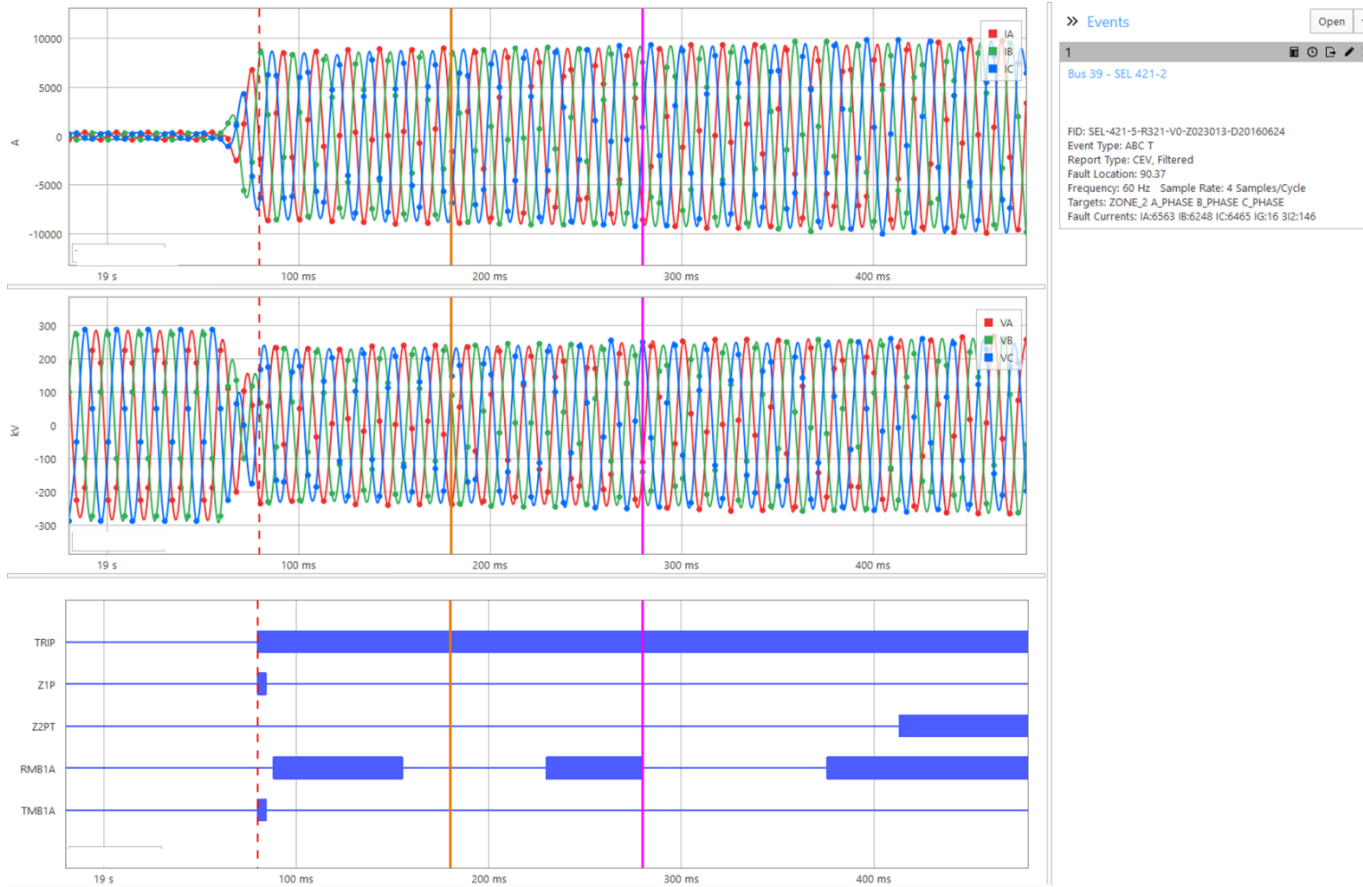 10000
5000
0
-5000
-10000
A
IA
IB
IC
19 s
100 ms
200 ms
300 ms
400 ms
300
200
100
0
-100
-200
-300
kV
VA
VB
VC
19 s
100 ms
200 ms
300 ms
400 ms
TRIP
Z1P
Z2PT
RMB1A
TMB1A
19 s
100 ms
200 ms
300 ms
400 ms
» Events
Open
1
Bus 39 - SEL 421-2
FID: SEL-421-5-R321-V0-Z023013-D20160624
Event Type: ABC T
Report Type: CEV, Filtered
Fault Location: 90.37
Frequency: 60 Hz Sample Rate: 4 Samples/Cycle
Targets: ZONE_2 A_PHASE B_PHASE C_PHASE
Fault Currents: IA:6563 IB:6248 IC:6465 IG:16 3I2:146